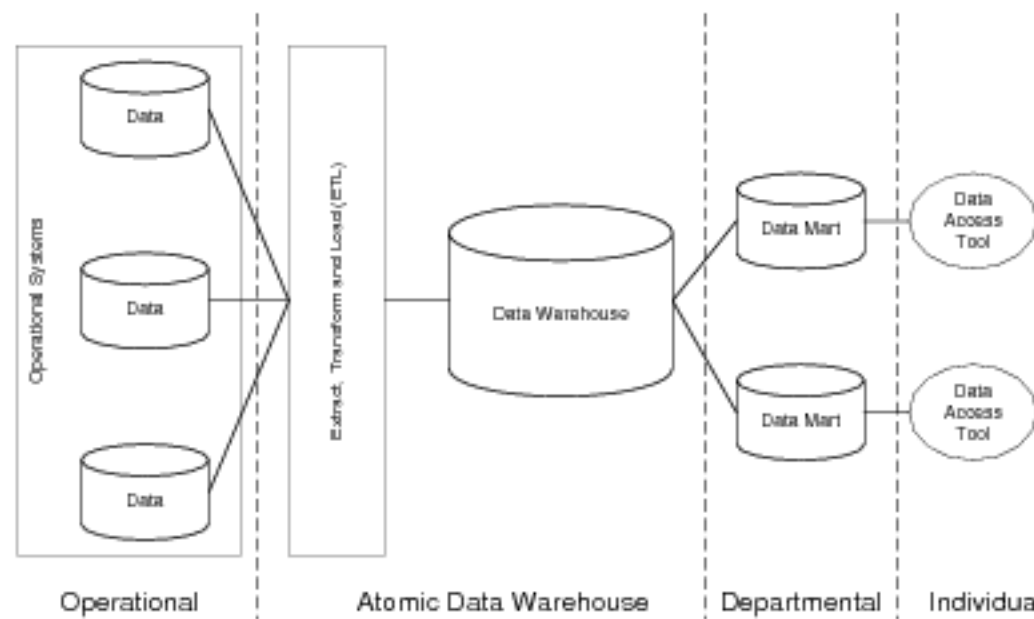 Operational Systems
Data
Data
Data
Extract, Transform and Load(ETL)
Data Warehouse
Data Mart
Data Mart
Data
Access
Tool
Data
Access
Tool
Operational
Atomic Data Warehouse
Departmental
Individua